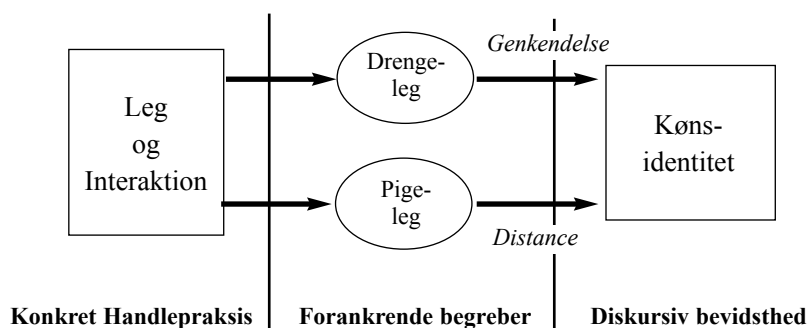 Leg
og
Interaktion
Drenge-
leg
Genkendelse
Pige-
leg
Distance
Køns-
identitet
Konkret Handlepraksis
Forankrende begreber
Diskursiv bevidsthed